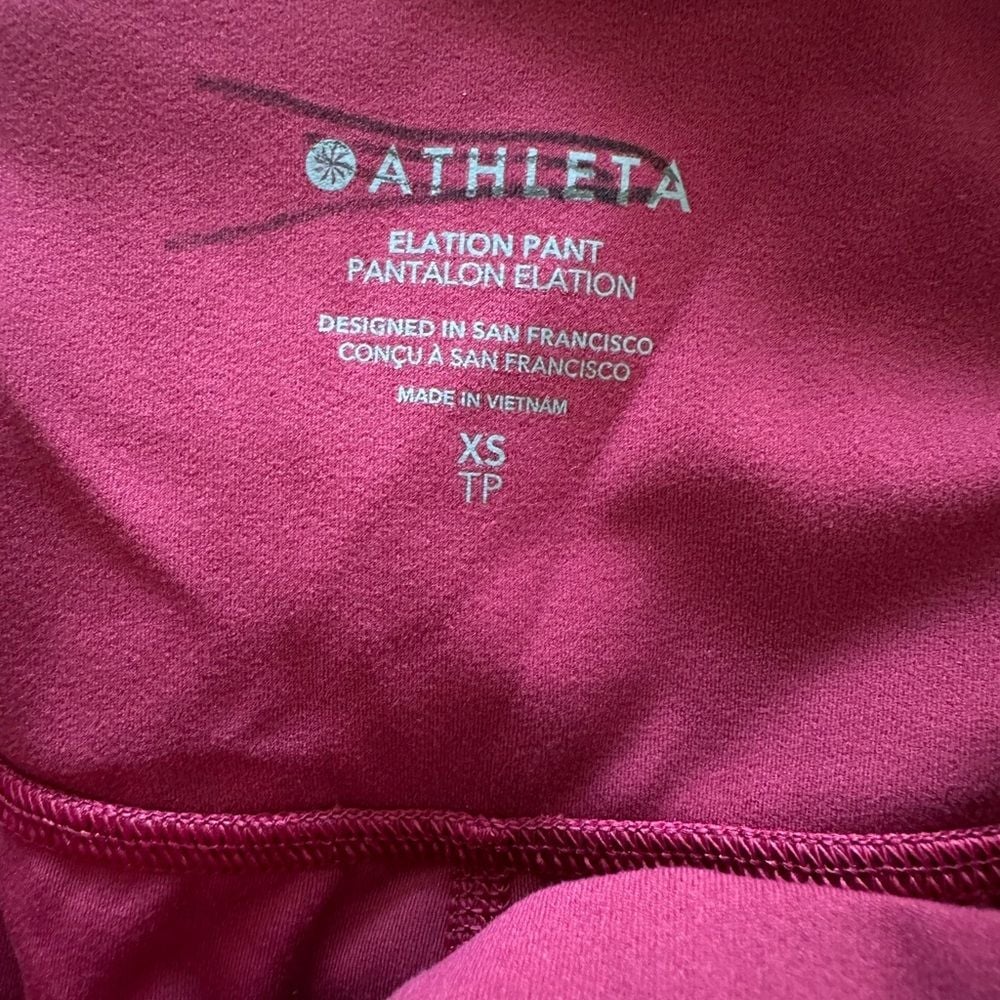 ATHLETA
ELATION PANT
PANTALON ELATION
DESIGNED IN SAN FRANCISCO
CONÇU À SAN FRANCISCO
MADE IN VIETNAM
XS
TP